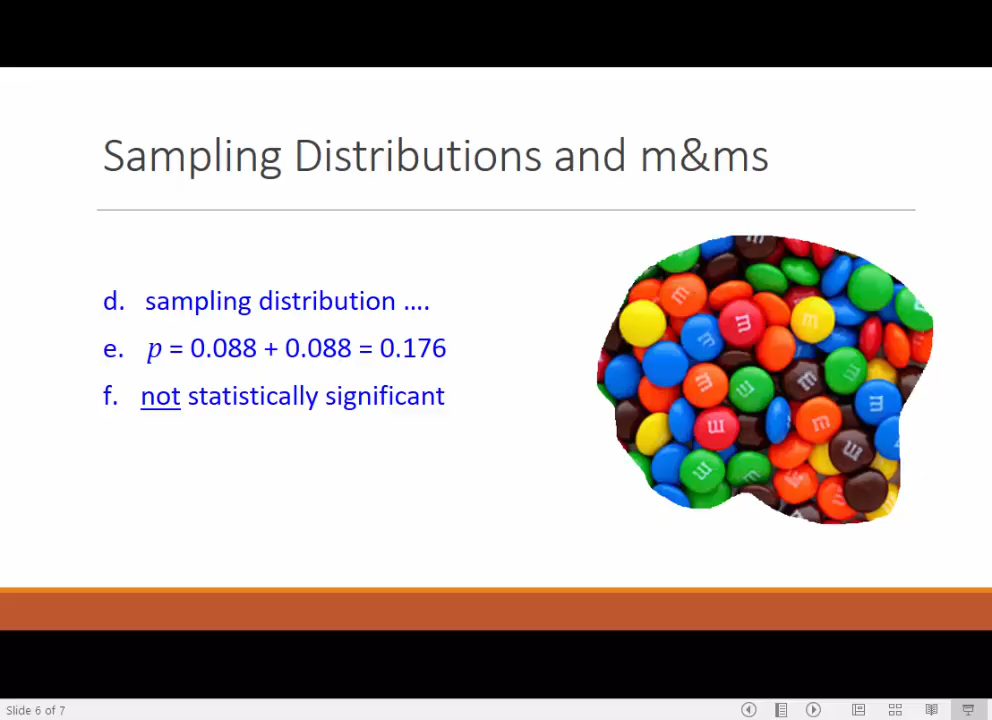 Sampling Distributions and m&ms
d. sampling distribution ....
e. p = 0.088 + 0.088 = 0.176
f. not statistically significant
m
m
m
m
m
m
m
m
m
m
m
Slide 6 of 7